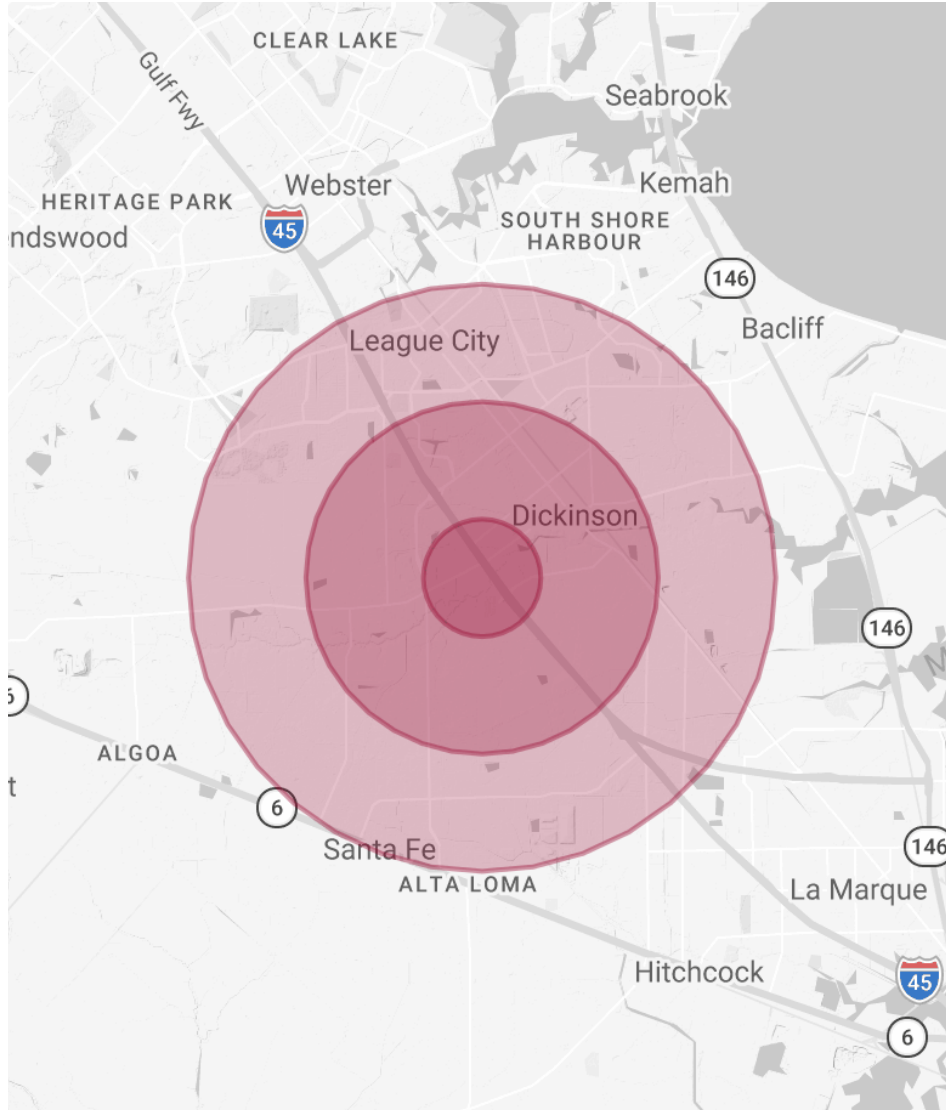 CLEAR LAKE
Gulf Fwy
Seabrook
Webster
Kemah
HERITAGE PARK
SOUTH SHORE
HARBOUR
45
ndswood
146
Bacliff
League City
Dickinson
146
M
6
ALGOA
t
6
Santa Fe
146
ALTA LOMA
La Marque
Hitchcock
45
6